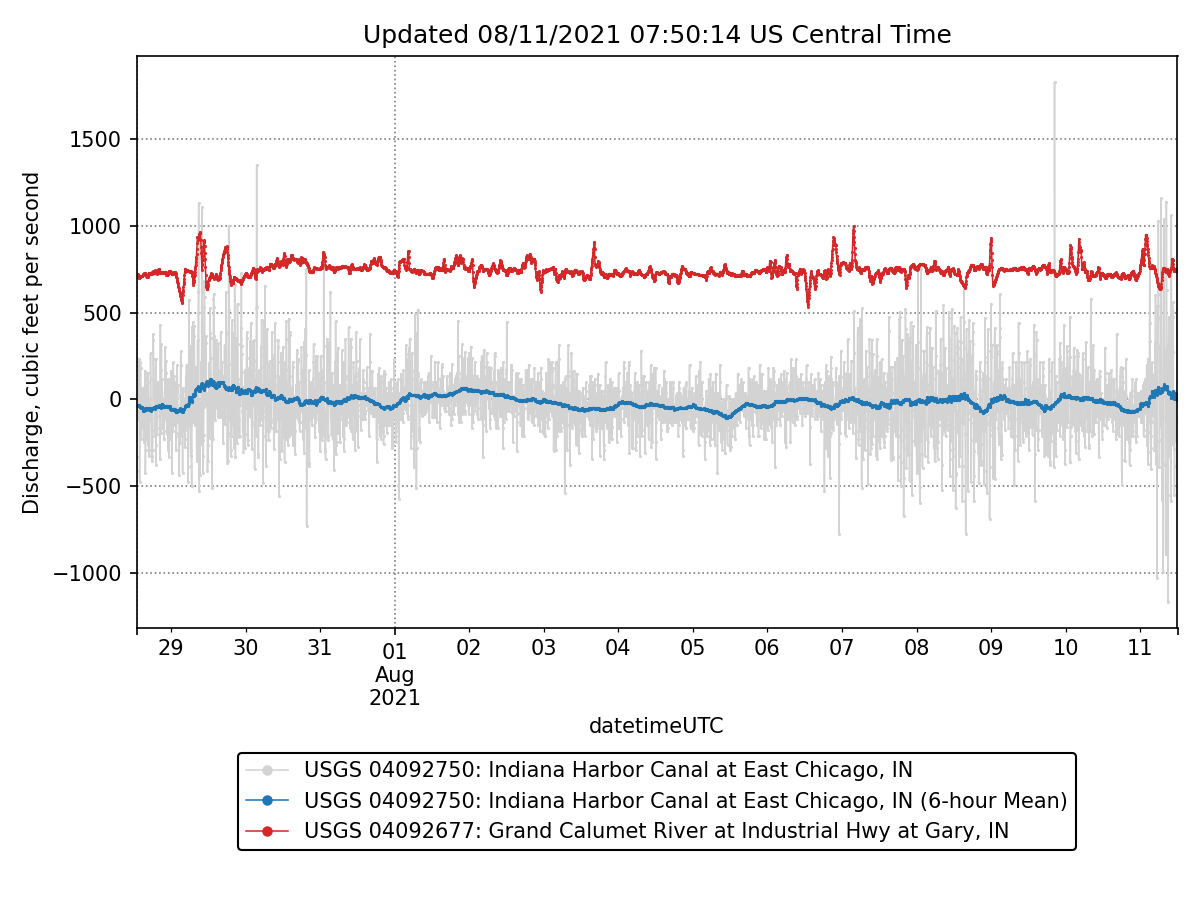 Updated 08/11/2021 07:50:14 US Central Time
Discharge, cubic feet per second
1500
1000
500
0
−500
−1000
29 30 31 01 02 03 04 05 06 07 08 09 10 11
Aug
2021
datetimeUTC
USGS 04092750: Indiana Harbor Canal at East Chicago, IN
USGS 04092750: Indiana Harbor Canal at East Chicago, IN (6-hour Mean)
USGS 04092677: Grand Calumet River at Industrial Hwy at Gary, IN